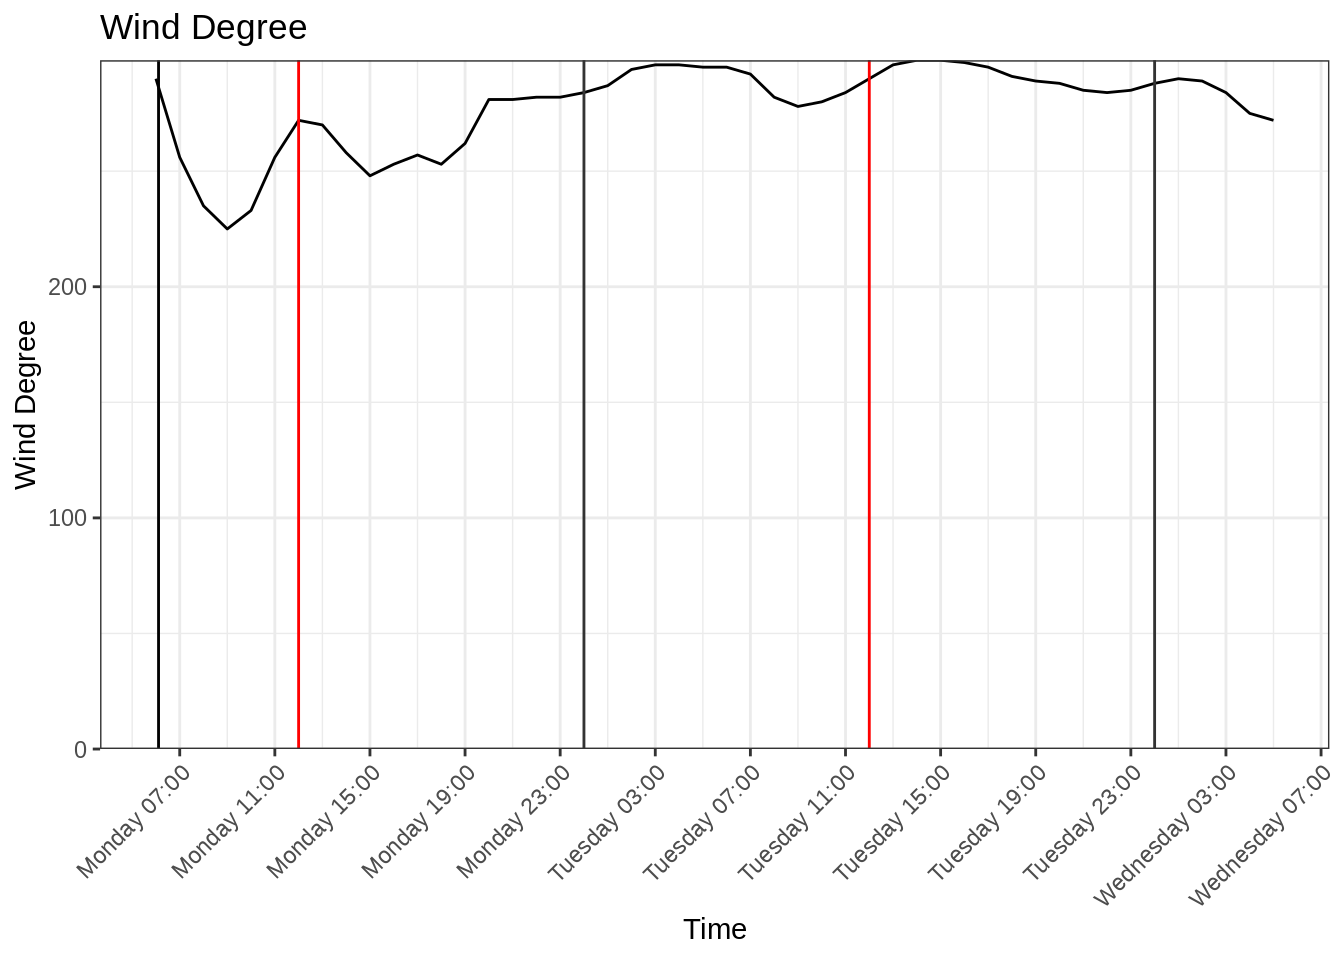 Wind Degree
Wind Degree
200
100
0
Monday 07:00
Monday 11:00
Monday 15:00
Monday 19:00
Monday 23:00
Tuesday 03:00
Tuesday 07:00
Tuesday 11:00
Tuesday 15:00
Tuesday 19:00
Tuesday 23:00
Wednesday 03:00
Wednesday 07:00
Time